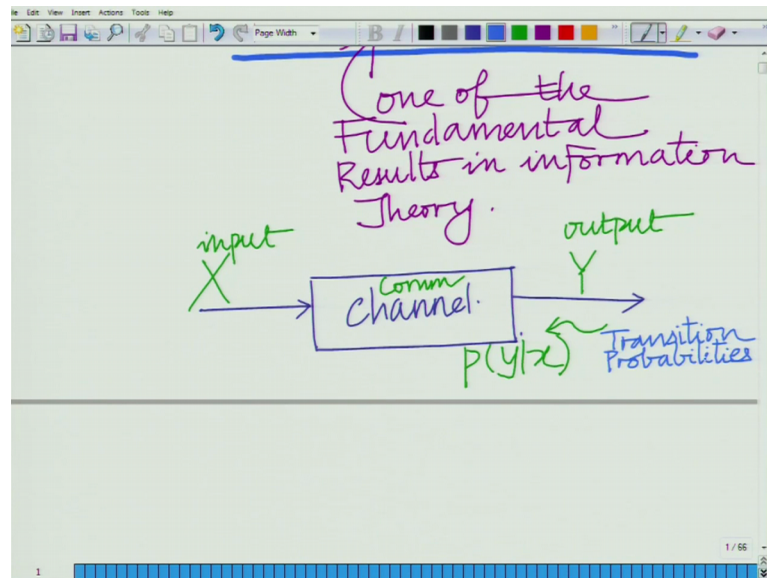 File Edit View Insert Actions Tools Help
Page Width
B I
one of the
Fundamental
Results in information
Theory.
input
output
X
Y
Comm
Channel.
p(y|x)
Transition
Probabilities
1 / 66
1